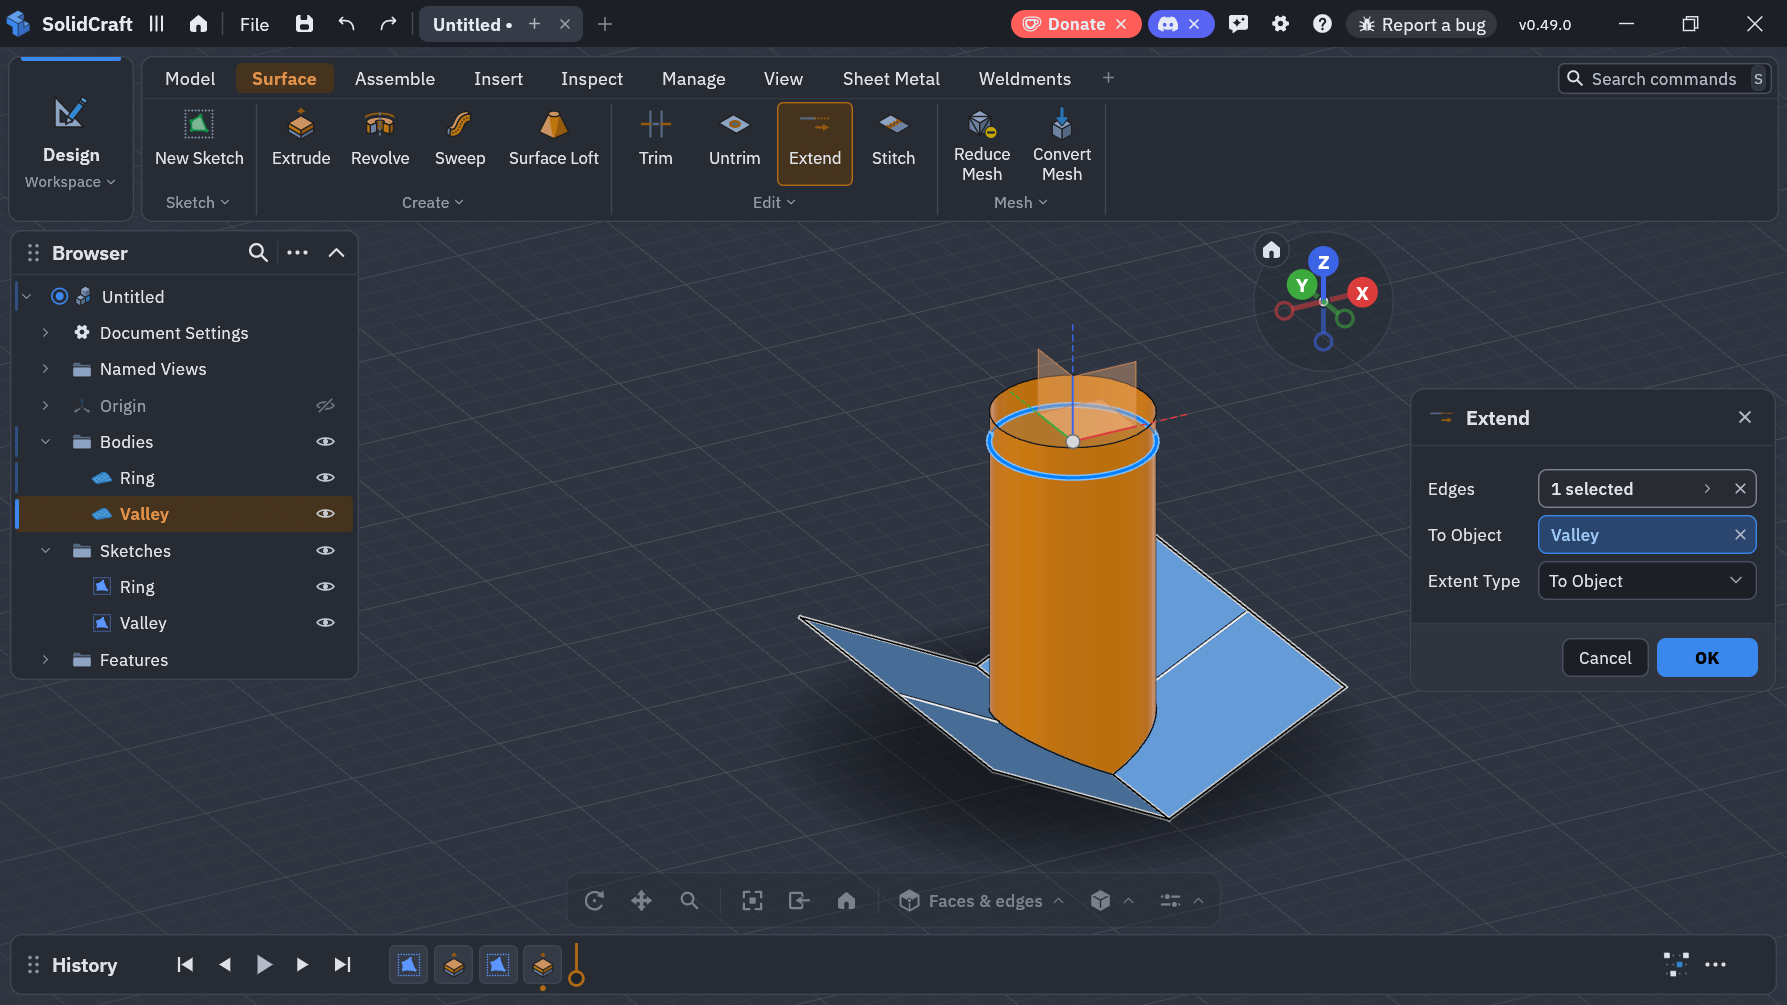 SolidCraft
File
Untitled •
Donate
Report a bug
v0.49.0
Design
Workspace
Model
Surface
Assemble
Insert
Inspect
Manage
View
Sheet Metal
Weldments
Search commands
S
New Sketch
Extrude
Revolve
Sweep
Surface Loft
Trim
Untrim
Extend
Stitch
Reduce
Mesh
Convert
Mesh
Sketch
Create
Edit
Mesh
Browser
Untitled
Document Settings
Named Views
Origin
Bodies
Ring
Valley
Sketches
Ring
Valley
Features
Z
Y
X
Extend
Edges
1 selected
To Object
Valley
Extent Type
To Object
Cancel
OK
Faces & edges
History